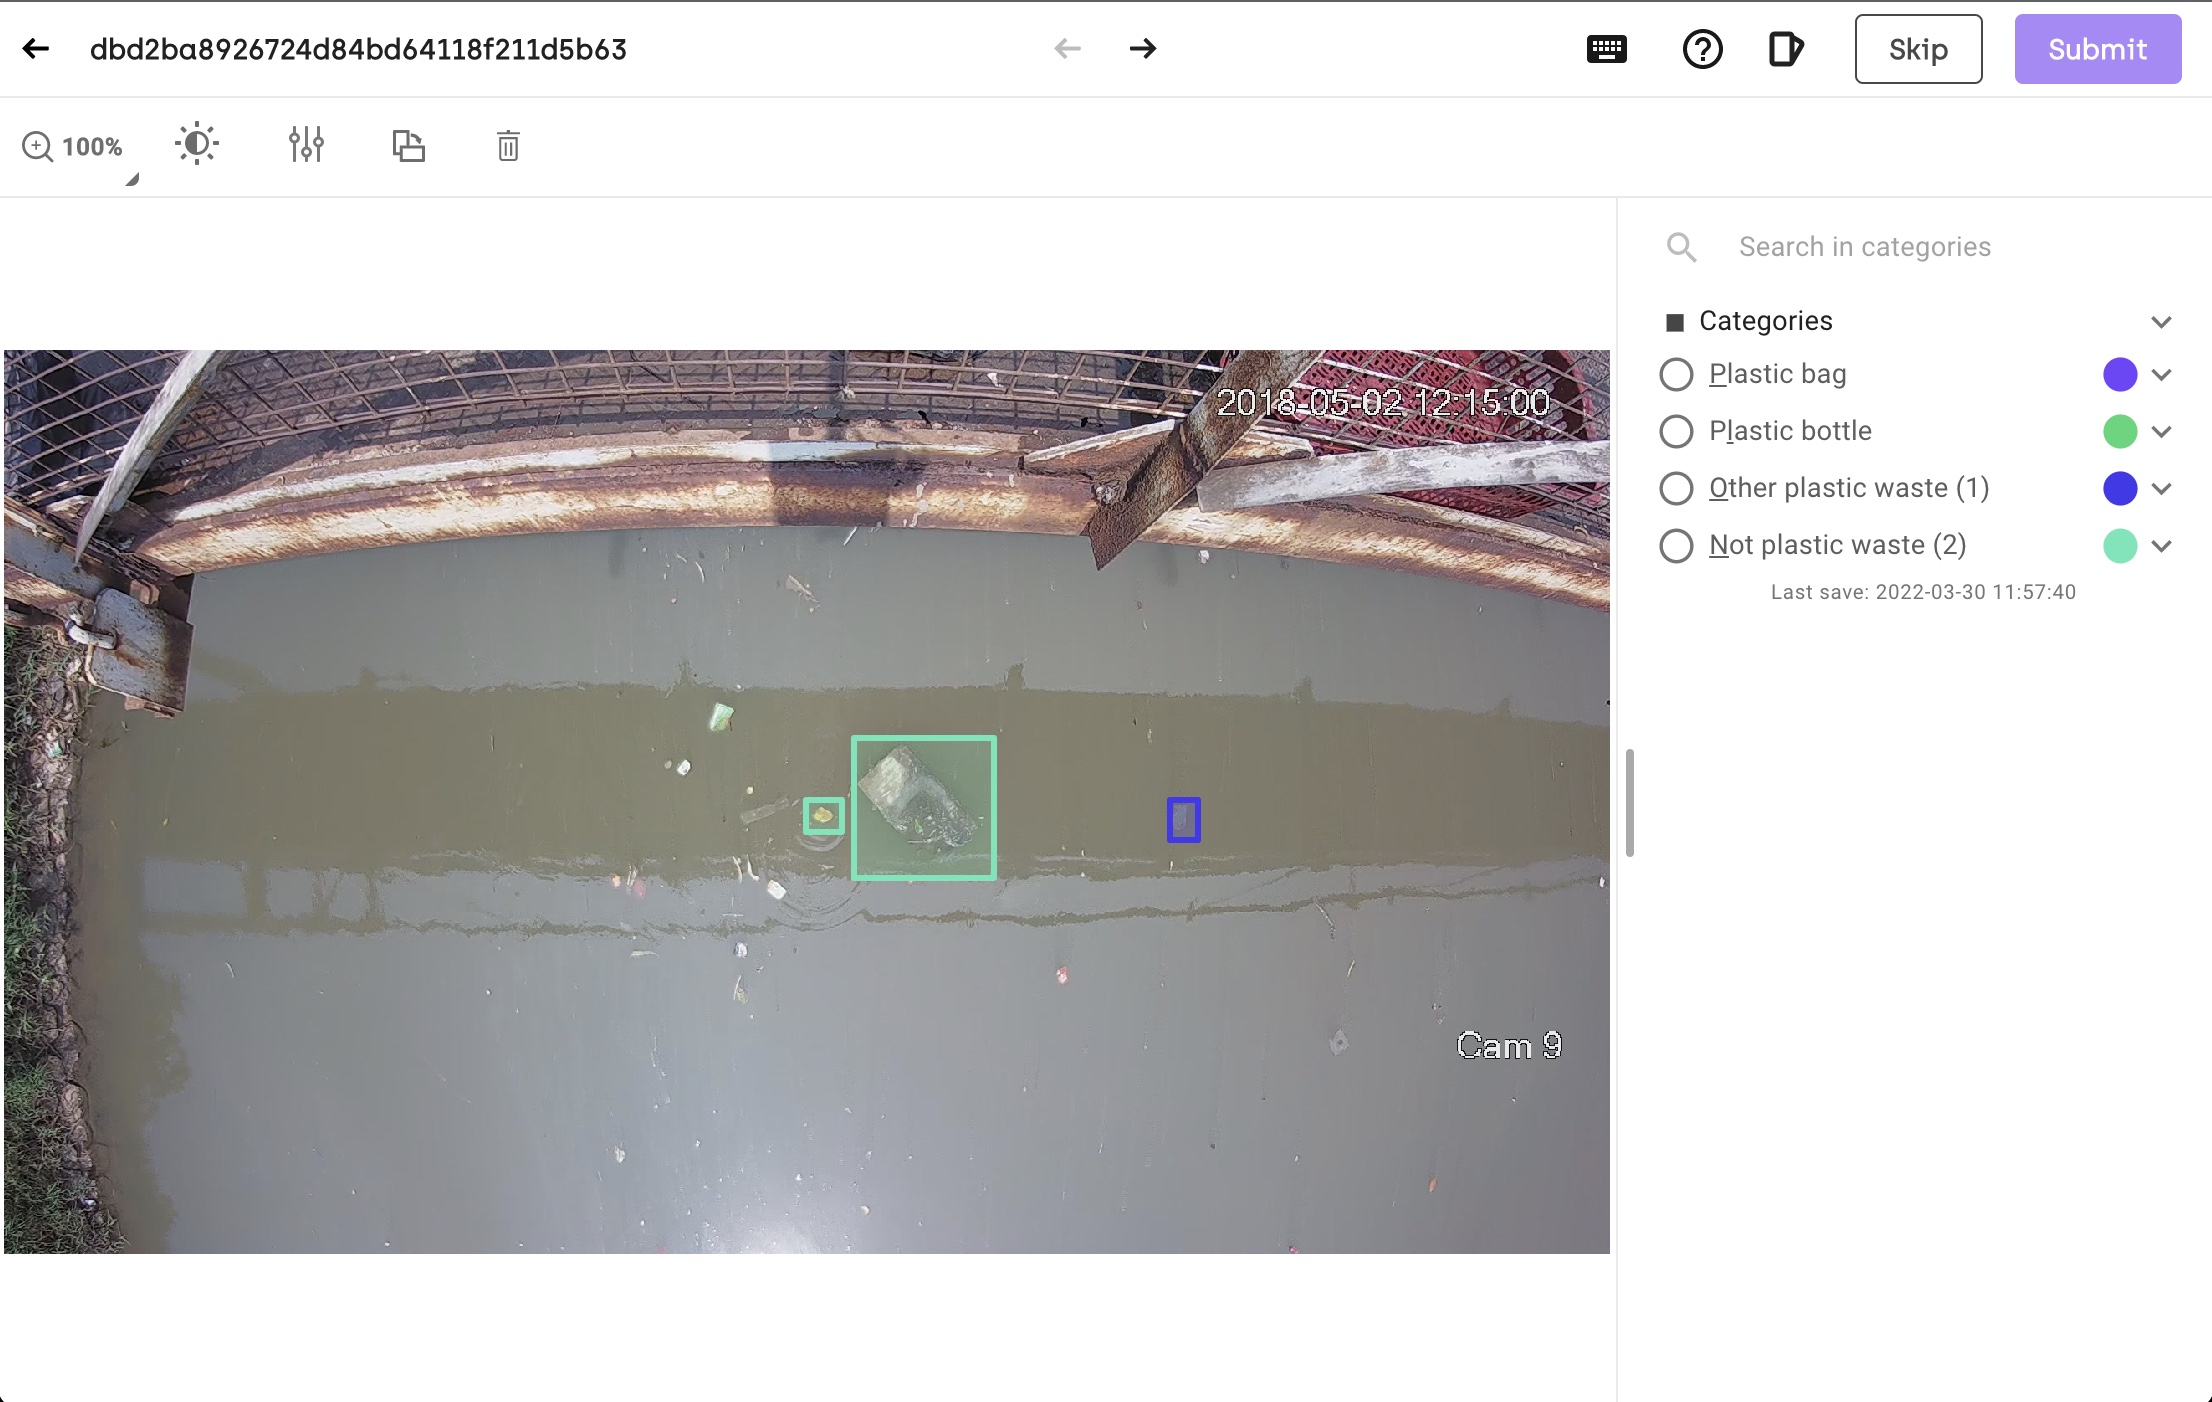 dbd2ba8926724d84bd64118f211d5b63
Skip
Submit
100%
Search in categories
Categories
Plastic bag
Plastic bottle
Other plastic waste (1)
Not plastic waste (2)
Last save: 2022-03-30 11:57:40
2018-05-02 12:15:00
Cam 9